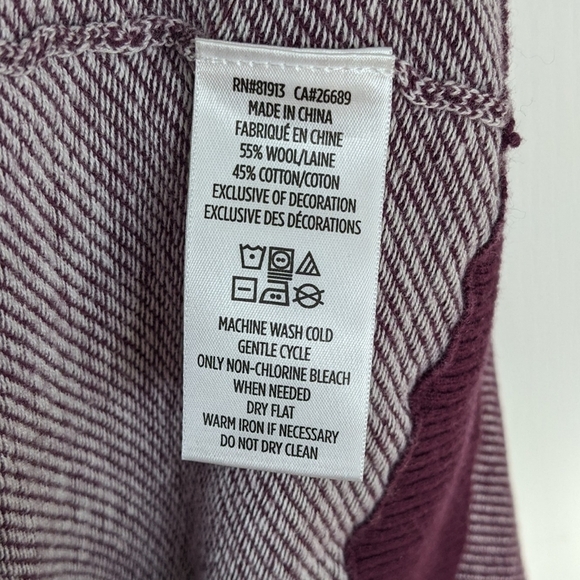 RN#81913 CA#26689
MADE IN CHINA
FABRIQUÉ EN CHINE
55% WOOL/LAINE
45% COTTON/COTON
EXCLUSIVE OF DECORATION
EXCLUSIVE DES DÉCORATIONS
MACHINE WASH COLD
GENTLE CYCLE
ONLY NON-CHLORINE BLEACH
WHEN NEEDED
DRY FLAT
WARM IRON IF NECESSARY
DO NOT DRY CLEAN